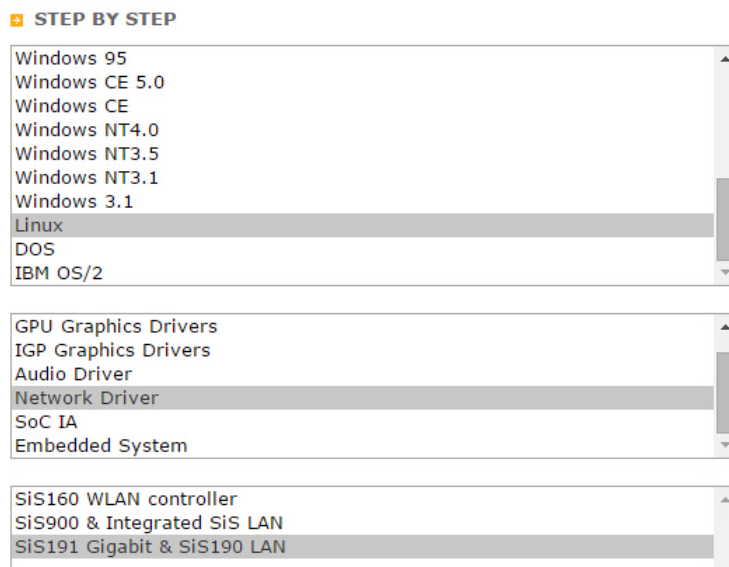 STEP BY STEP
Windows 95
Windows CE 5.0
Windows CE
Windows NT4.0
Windows NT3.5
Windows NT3.1
Windows 3.1
Linux
DOS
IBM OS/2
GPU Graphics Drivers
IGP Graphics Drivers
Audio Driver
Network Driver
SoC IA
Embedded System
SiS160 WLAN controller
SiS900 & Integrated SiS LAN
SiS191 Gigabit & SiS190 LAN